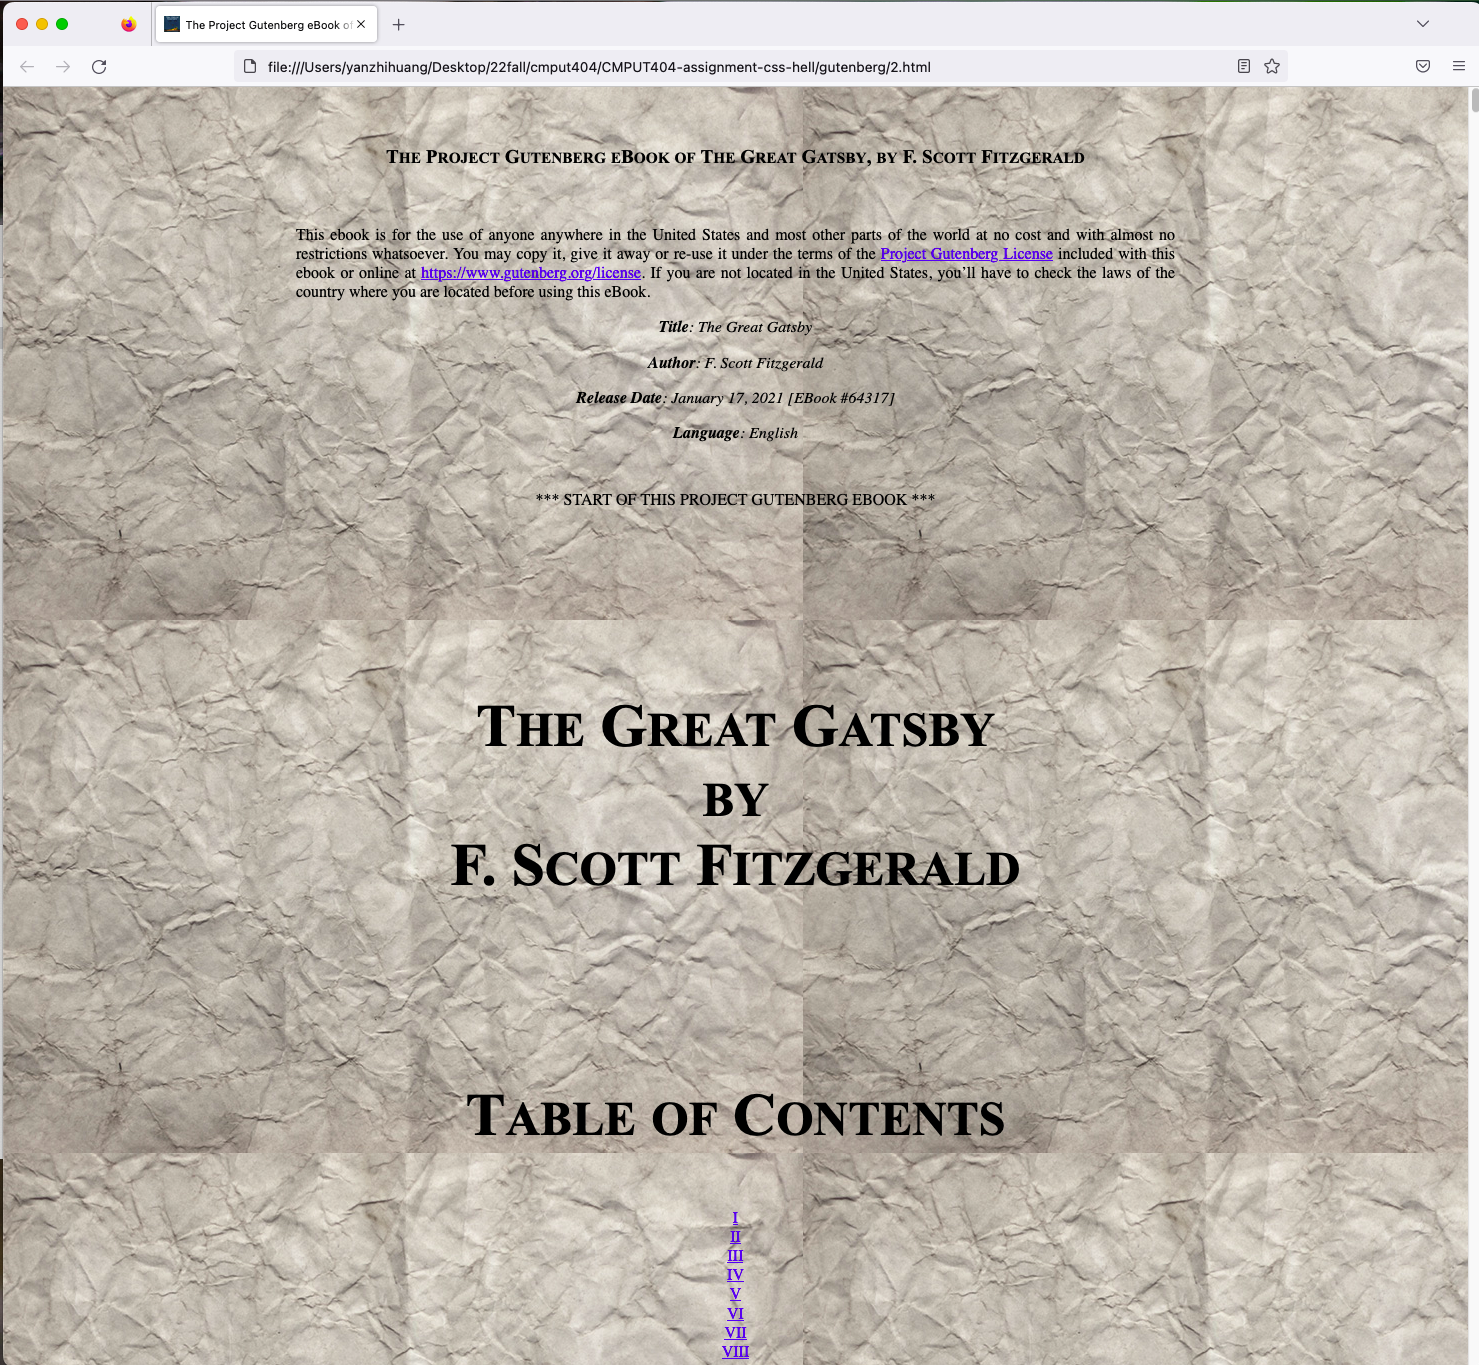 The Project Gutenberg eBook of
file:///Users/yanzhihuang/Desktop/22fall/cmput404/CMPUT404-assignment-css-hell/gutenberg/2.html
The Project Gutenberg eBook of The Great Gatsby, by F. Scott Fitzgerald
This ebook is for the use of anyone anywhere in the United States and most other parts of the world at no cost and with almost no
restrictions whatsoever. You may copy it, give it away or re-use it under the terms of the Project Gutenberg License included with this
ebook or online at https://www.gutenberg.org/license. If you are not located in the United States, you’ll have to check the laws of the
country where you are located before using this eBook.
Title: The Great Gatsby
Author: F. Scott Fitzgerald
Release Date: January 17, 2021 [EBook #64317]
Language: English
*** START OF THIS PROJECT GUTENBERG EBOOK ***
The Great Gatsby
by
F. Scott Fitzgerald
Table of Contents
I
II
III
IV
V
VI
VII
VIII